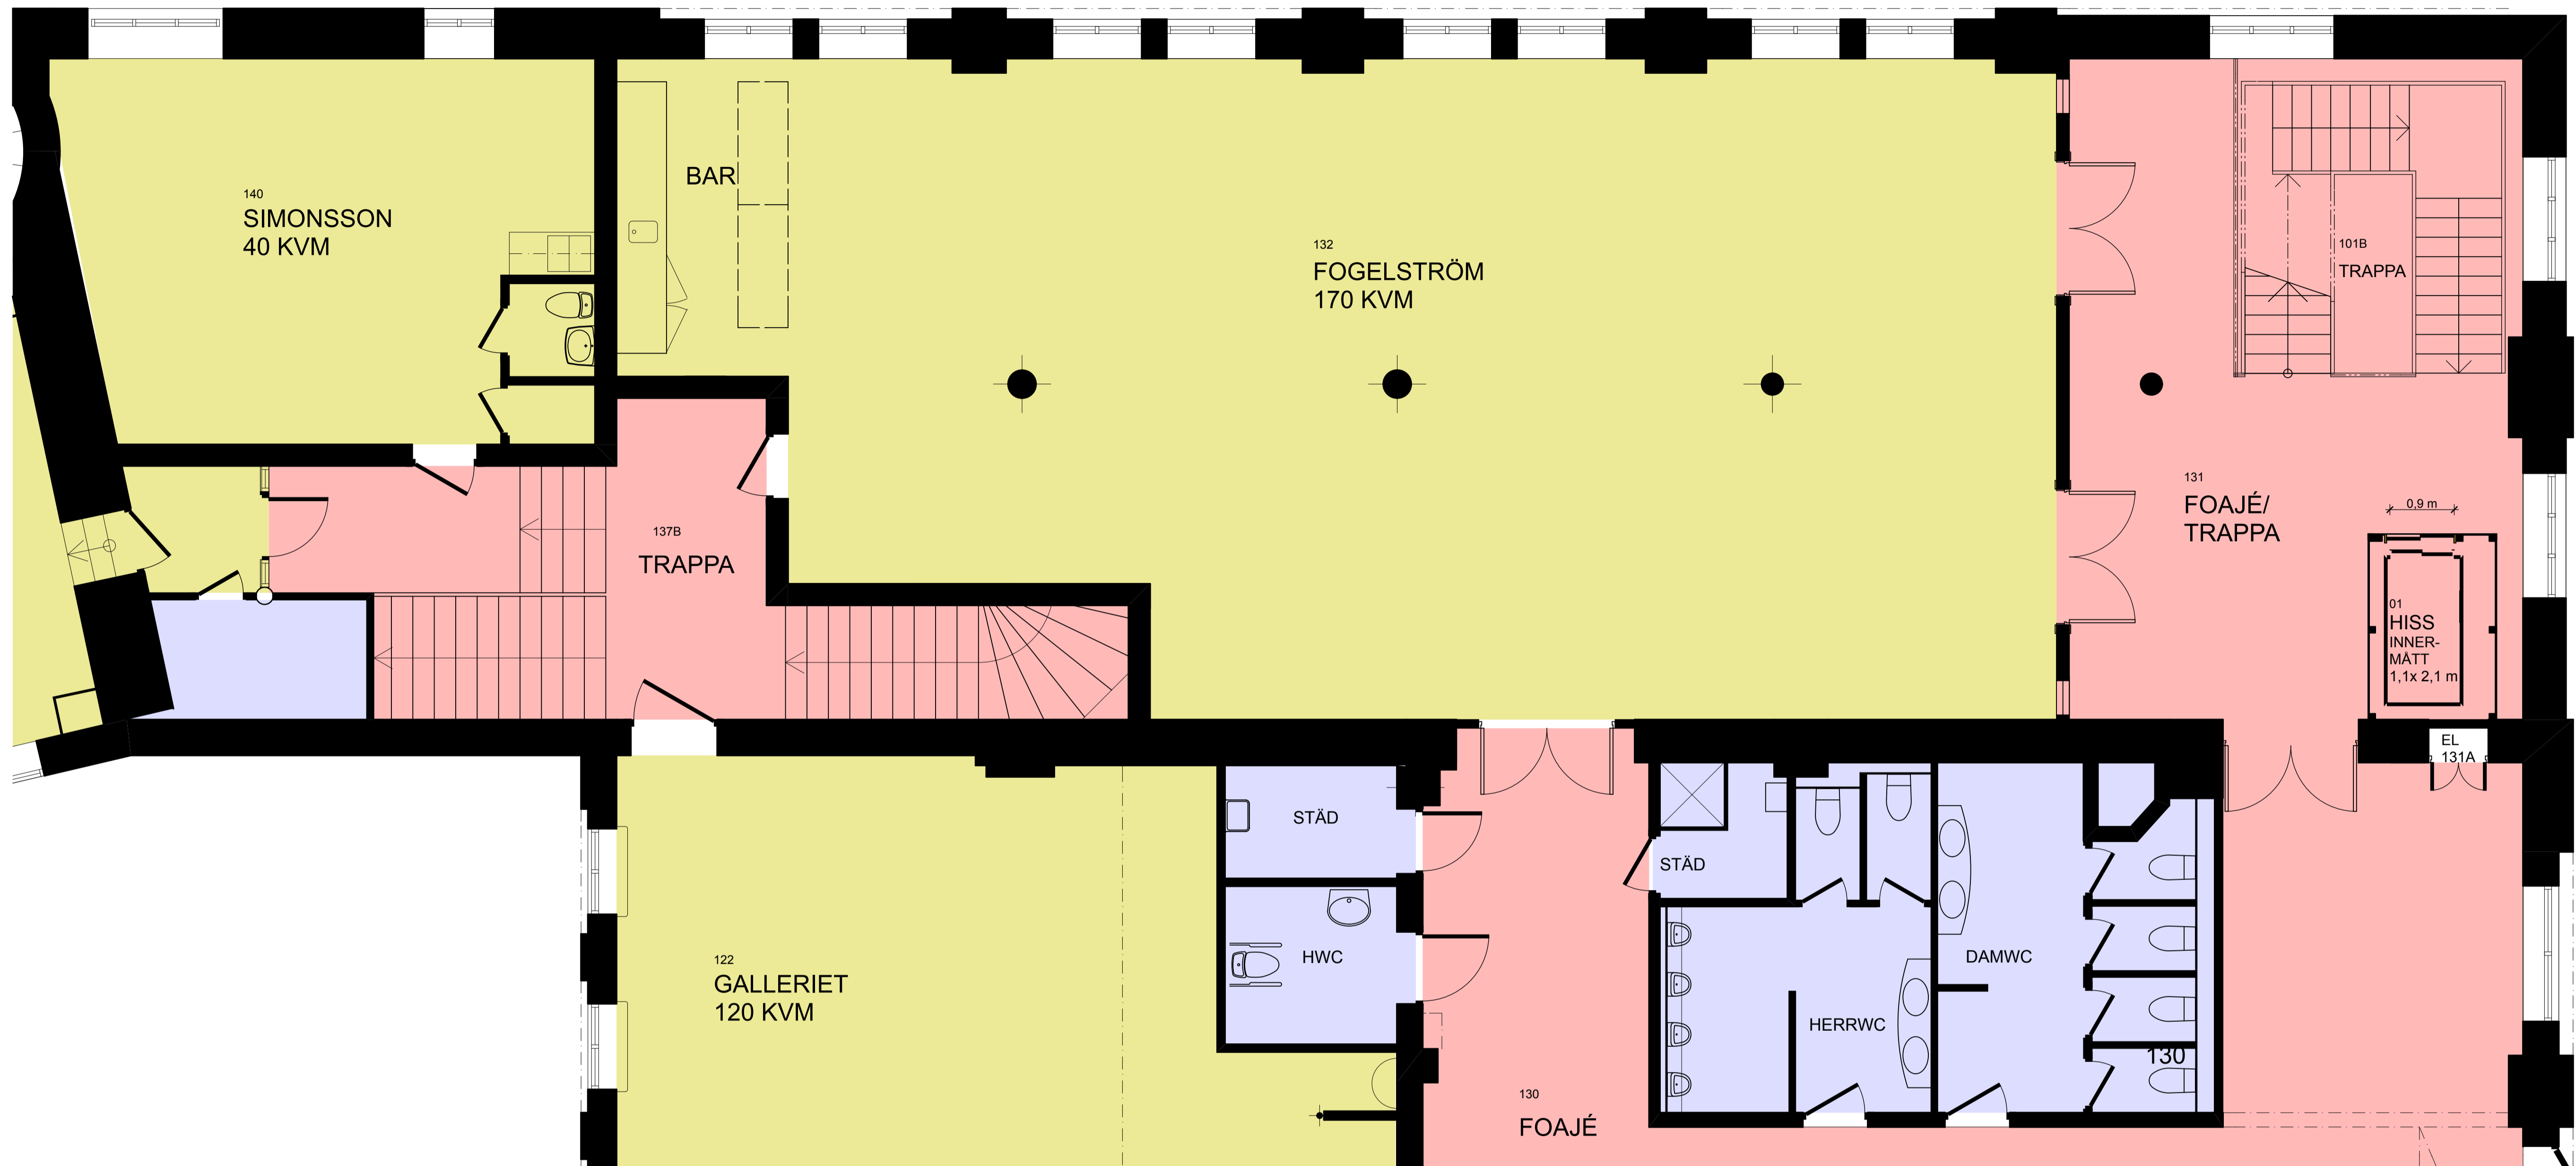 140
SIMONSSON
40 KVM
BAR
132
FOGELSTRÖM
170 KVM
101B
TRAPPA
131
FOAJÉ/
TRAPPA
0,9 m
01
HISS
INNER-
MÅTT
1,1x 2,1 m
137B
TRAPPA
EL
131A
STÄD
STÄD
122
GALLERIET
120 KVM
HWC
DAMWC
HERRWC
130
130
FOAJÉ